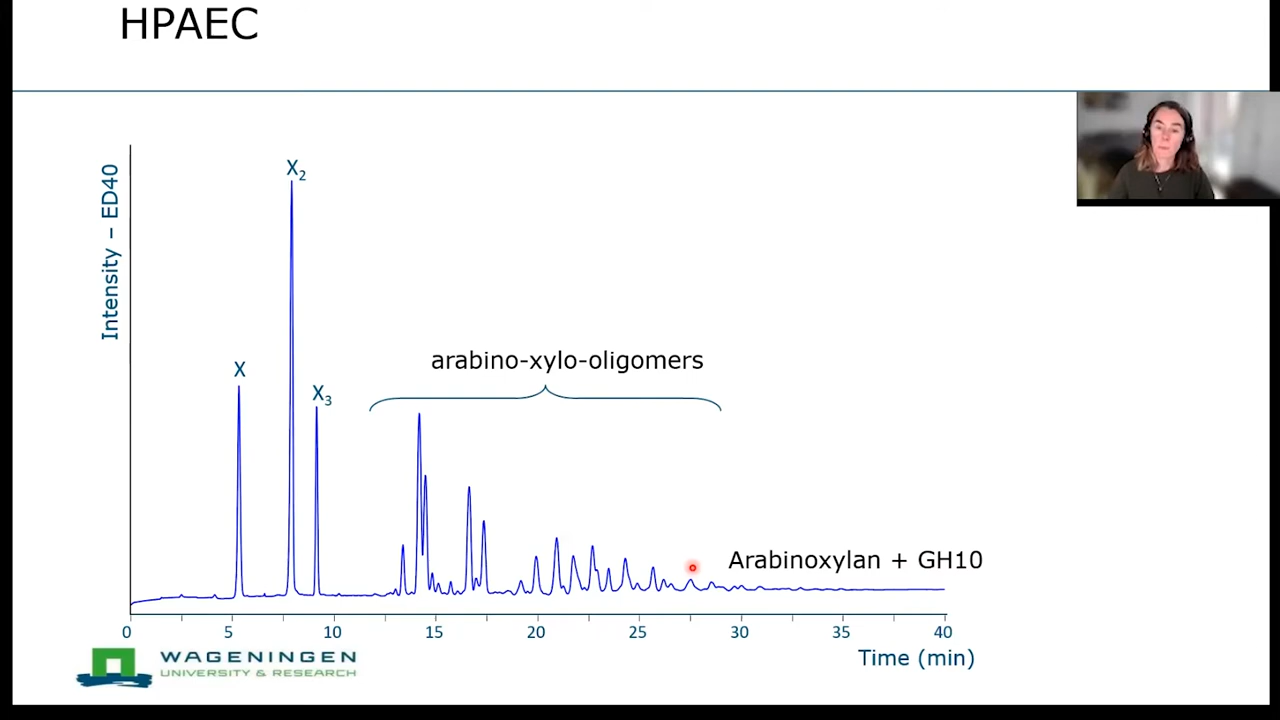 HPAEC
Intensity – ED40
X
X₂
X₃
arabino-xylo-oligomers
Arabinoxylan + GH10
0 5 10 15 20 25 30 35 40
Time (min)
WAGENINGEN
UNIVERSITY & RESEARCH